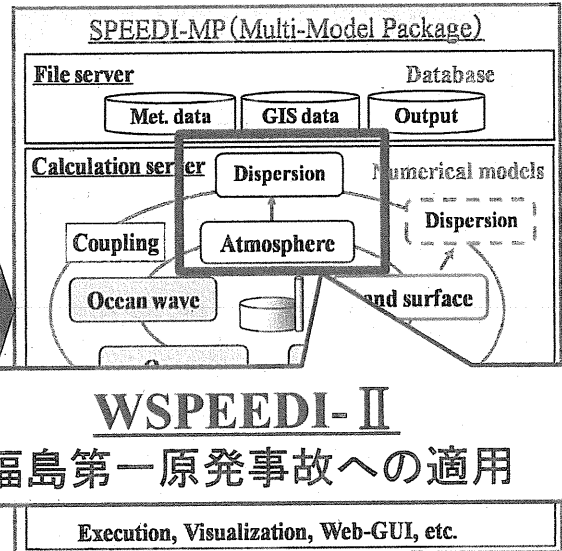 SPEEDI-MP(Multi-Model Package)
File server
Database
Met. data
GIS data
Output
Calculation server
Numerical models
Dispersion
Dispersion
Coupling
Atmosphere
Ocean wave
and surface
WSPEEDI-Ⅱ
福島第一原発事故への適用
Execution, Visualization, Web-GUI, etc.